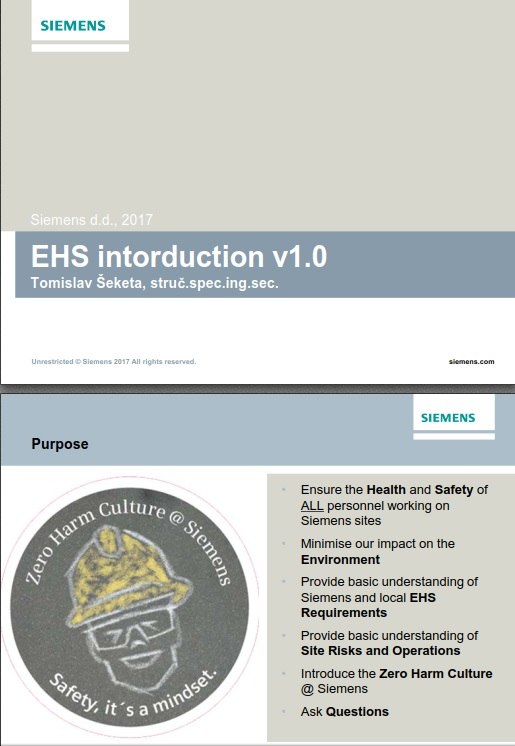 SIEMENS
Siemens d.d., 2017
EHS intorduction v1.0
Tomislav Šeketa, struč.spec.ing.sec.
Unrestricted © Siemens 2017 All rights reserved.
siemens.com
SIEMENS
Purpose
Zero Harm Culture @ Siemens
Safety, it´s a mindset.
• Ensure the Health and Safety of
ALL personnel working on
Siemens sites
• Minimise our impact on the
Environment
• Provide basic understanding of
Siemens and local EHS
Requirements
• Provide basic understanding of
Site Risks and Operations
• Introduce the Zero Harm Culture
@ Siemens
• Ask Questions